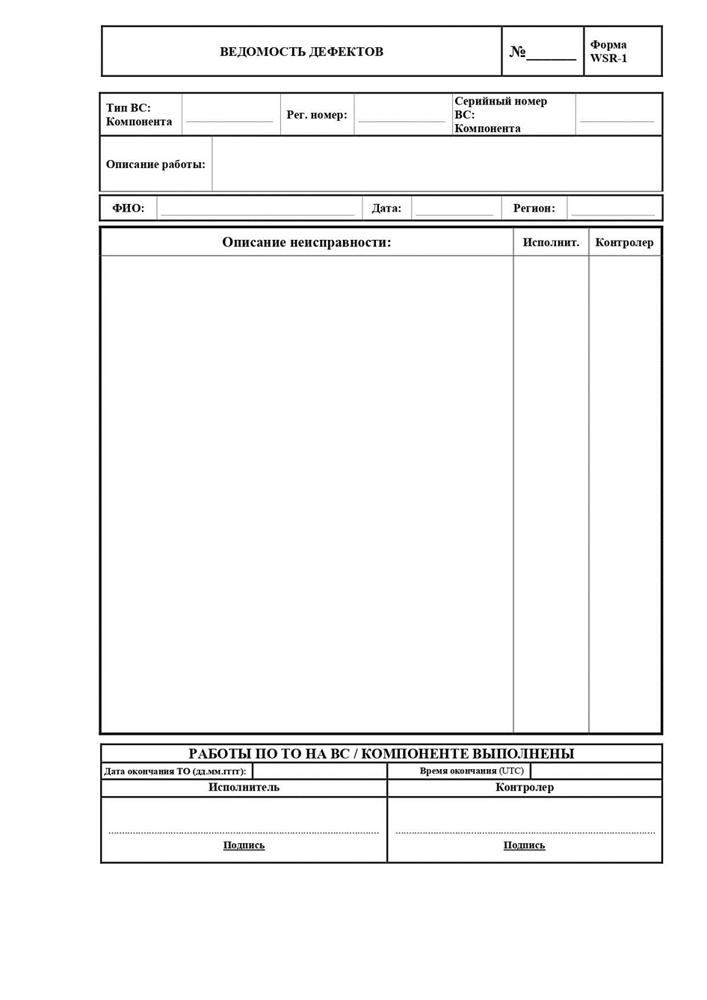 ВЕДОМОСТЬ ДЕФЕКТОВ
№______
Форма
WSR-1
Тип ВС:
Компонента
Рег. номер:
Серийный номер
ВС:
Компонента
Описание работы:
ФИО:
Дата:
Регион:
Описание неисправности:
Исполнит.
Контролер
РАБОТЫ ПО ТО НА ВС / КОМПОНЕНТЕ ВЫПОЛНЕНЫ
Дата окончания ТО (дд.мм.гггг):
Время окончания (UTC)
Исполнитель
Контролер
Подпись
Подпись